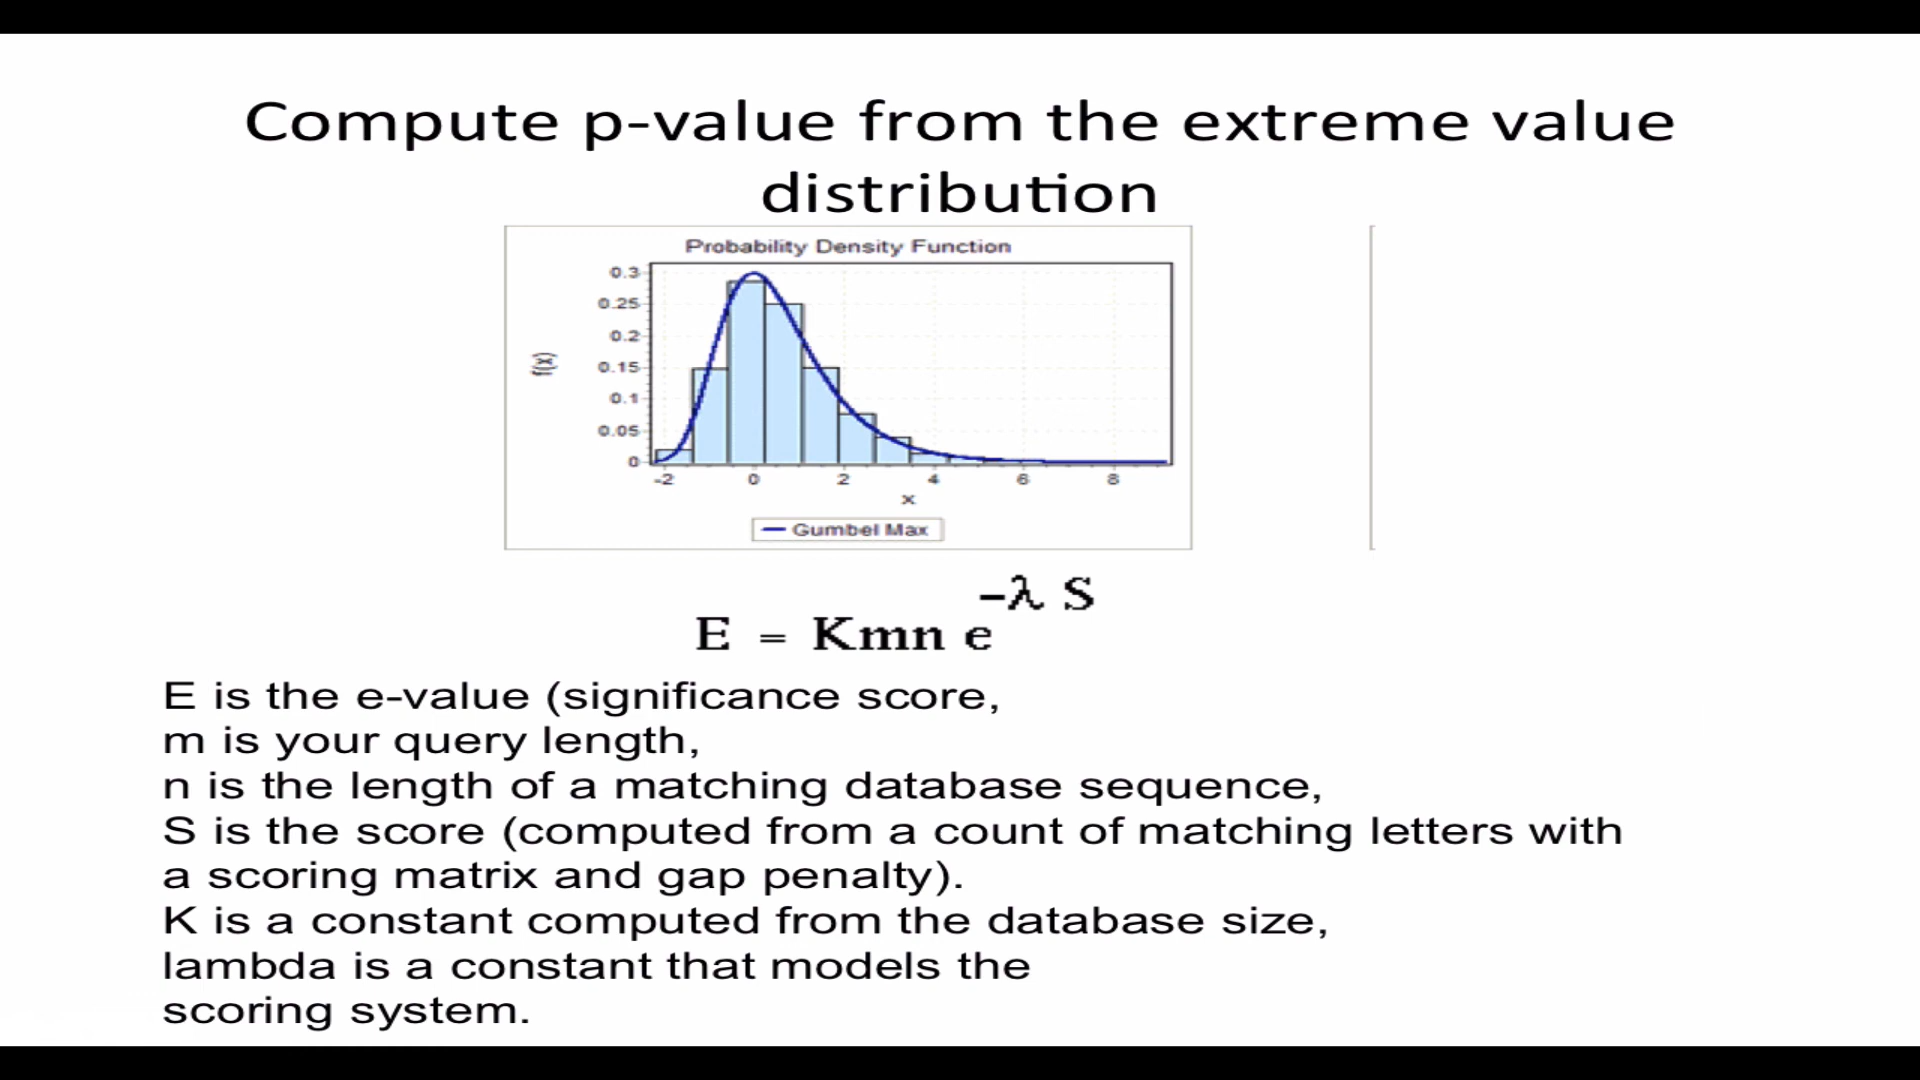 Compute p-value from the extreme value
distribution
Probability Density Function
0.3
0.25
0.2
0.15
0.1
0.05
0
f(x)
-2 0 2 4 6 8
x
Gumbel Max
E = Kmn e^{-λ S}
E is the e-value (significance score,
m is your query length,
n is the length of a matching database sequence,
S is the score (computed from a count of matching letters with
a scoring matrix and gap penalty).
K is a constant computed from the database size,
lambda is a constant that models the
scoring system.